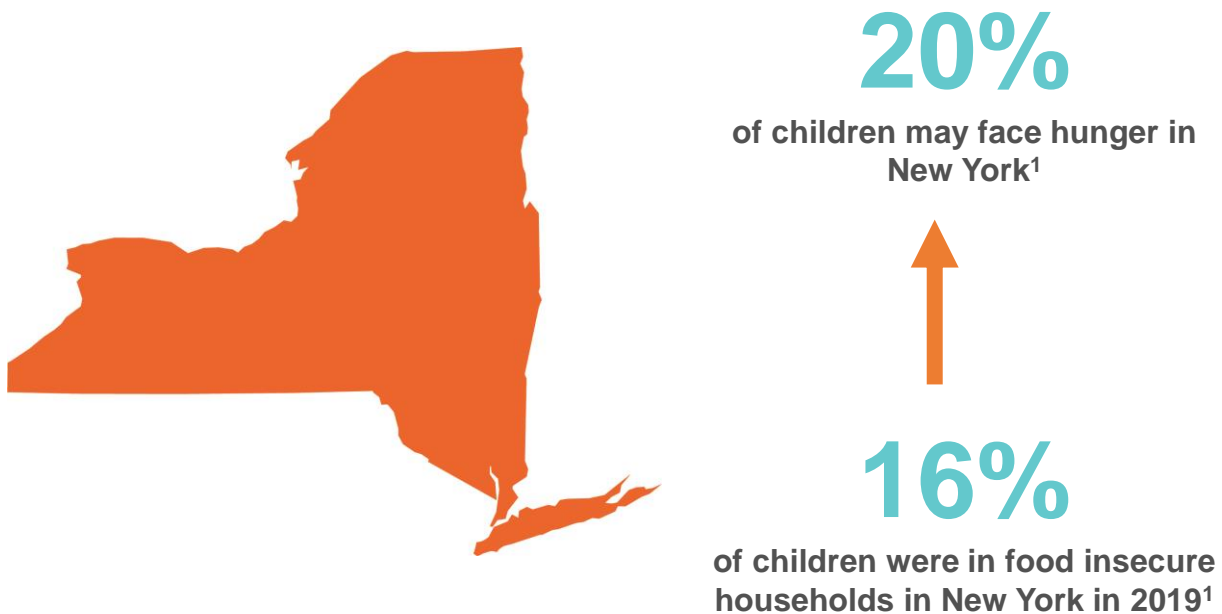 20%
of children may face hunger in
New York¹
16%
of children were in food insecure
households in New York in 2019¹